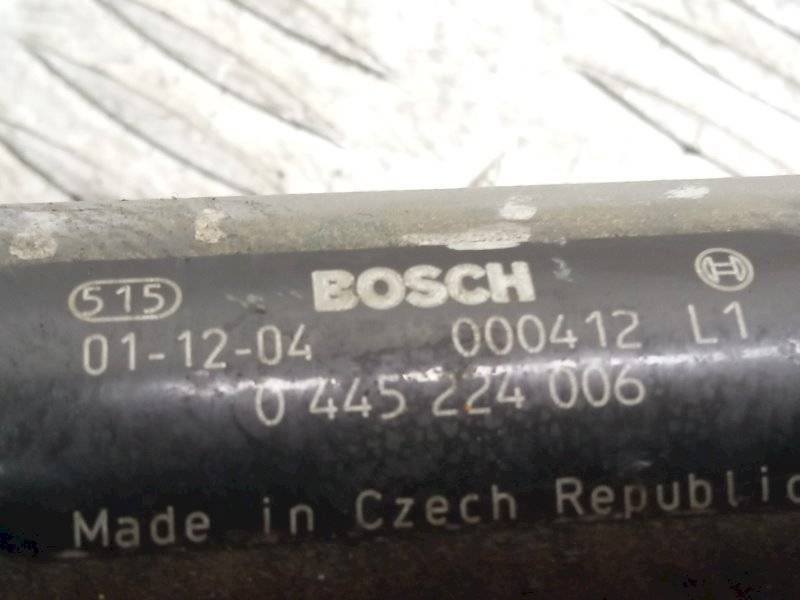 515 BOSCH
01-12-04 000412 L1
0 445 224 006
Made in Czech Republic